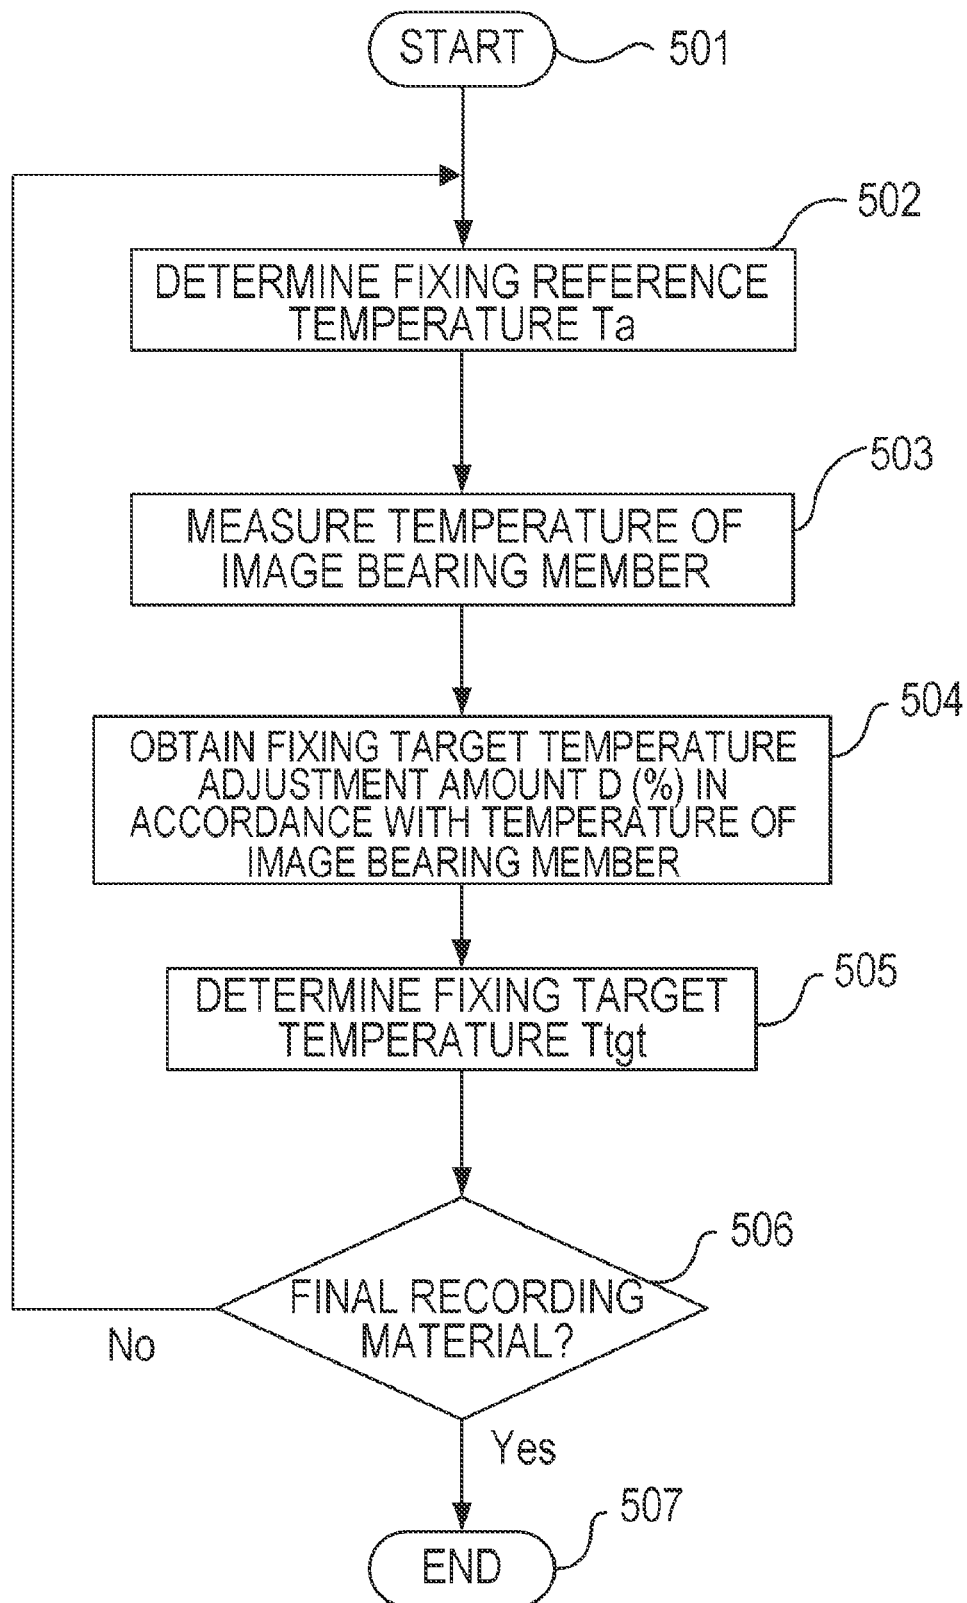 START
501
502
DETERMINE FIXING REFERENCE
TEMPERATURE Ta
503
MEASURE TEMPERATURE OF
IMAGE BEARING MEMBER
504
OBTAIN FIXING TARGET TEMPERATURE
ADJUSTMENT AMOUNT D (%) IN
ACCORDANCE WITH TEMPERATURE OF
IMAGE BEARING MEMBER
505
DETERMINE FIXING TARGET
TEMPERATURE Ttgt
506
FINAL RECORDING
MATERIAL?
No
Yes
507
END